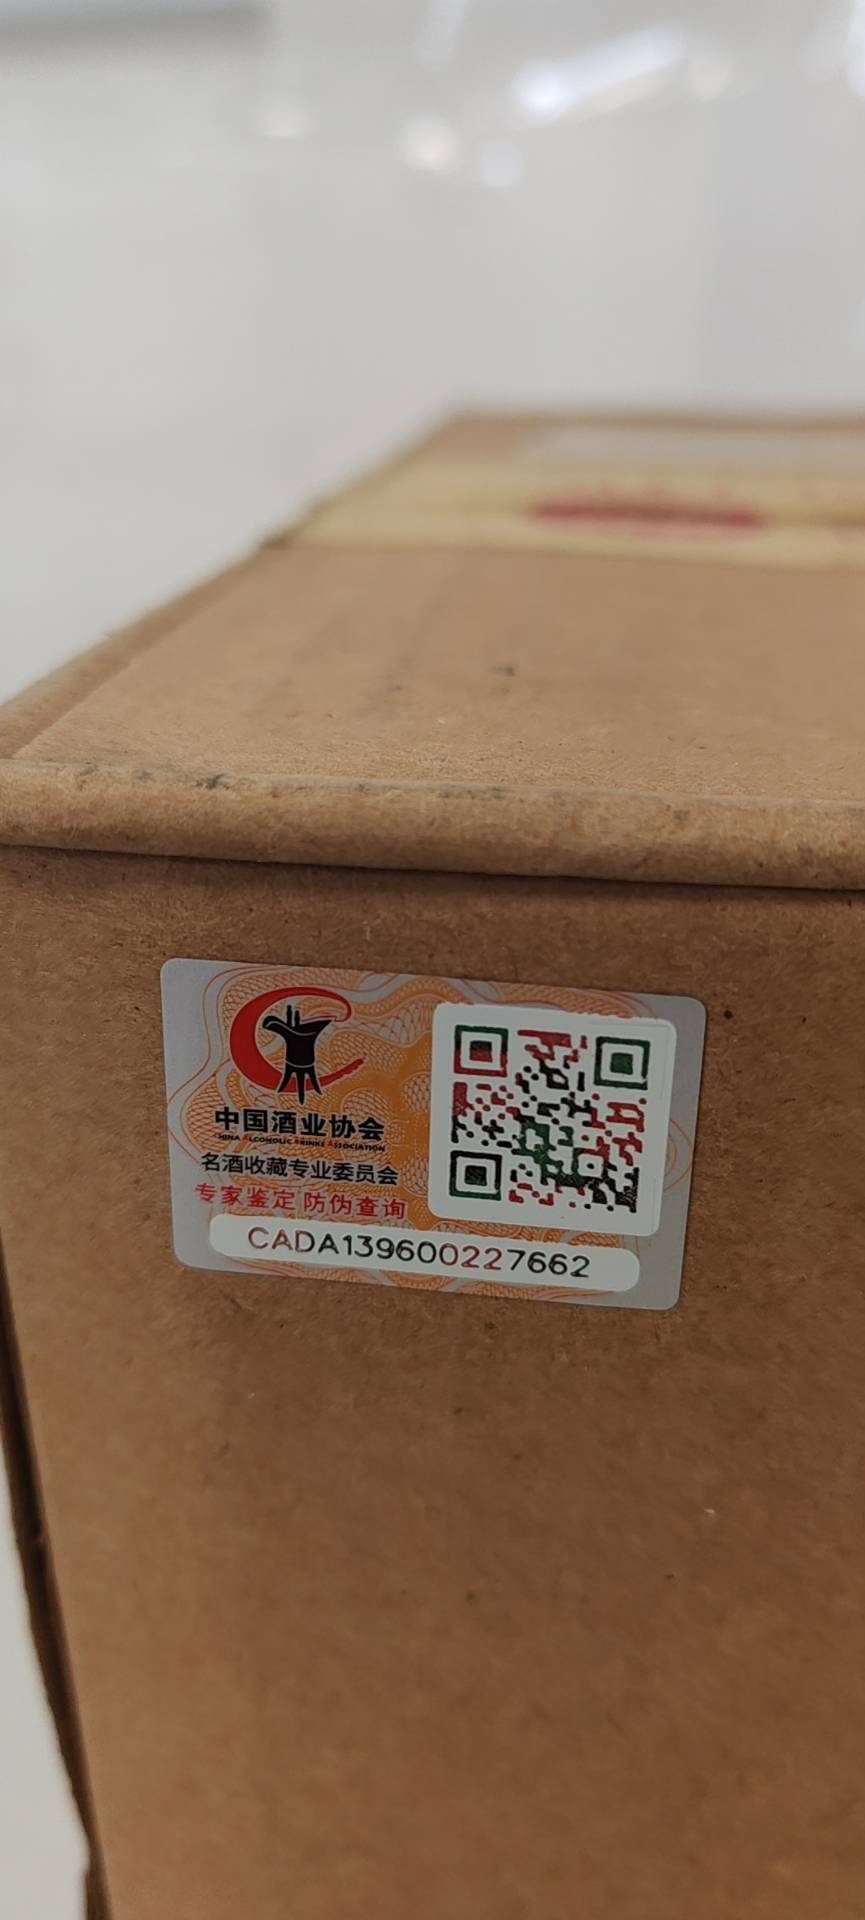 中国酒业协会
CHINA ALCOHOLIC DRINKS ASSOCIATION
名酒收藏专业委员会
专家鉴定 防伪查询
CADA139600227662